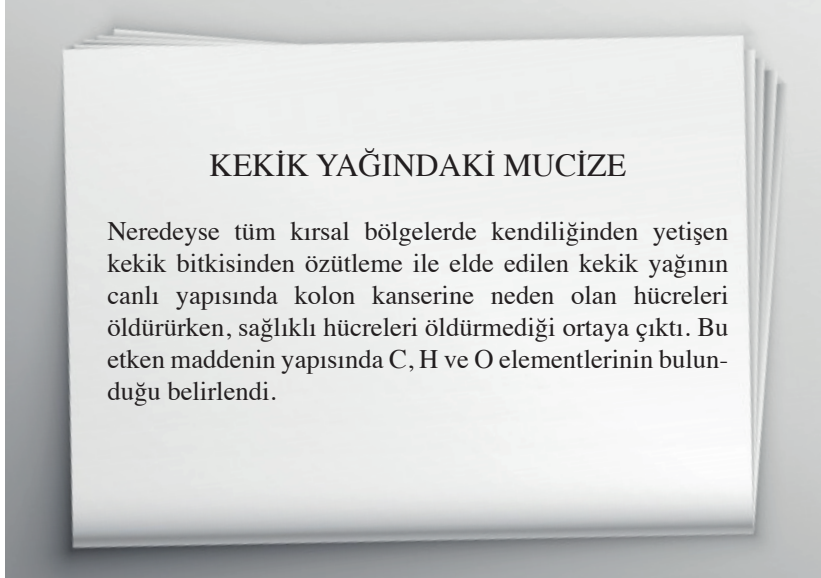 KEKİK YAĞINDAKİ MUCİZE
Neredeyse tüm kırsal bölgelerde kendiliğinden yetişen
kekik bitkisinden özütleme ile elde edilen kekik yağının
canlı yapısında kolon kanserine neden olan hücreleri
öldürürken, sağlıklı hücreleri öldürmediği ortaya çıktı. Bu
etken maddenin yapısında C, H ve O elementlerinin bulun-
duğu belirlendi.